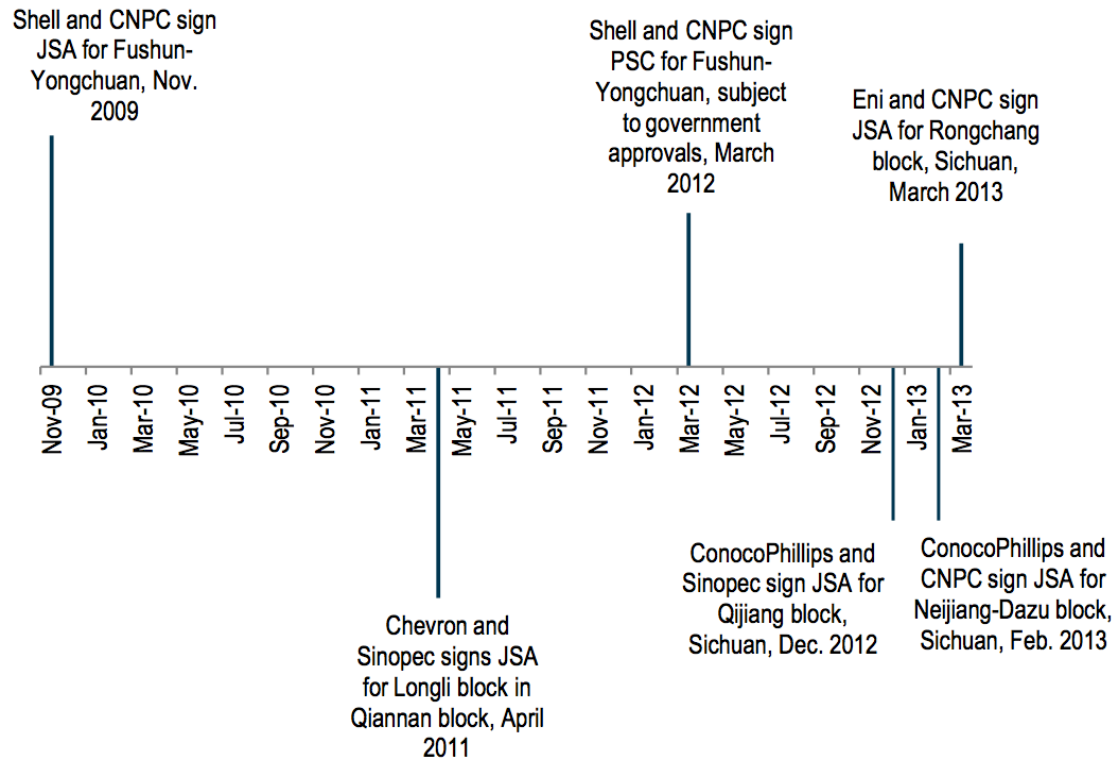 Shell and CNPC sign
JSA for Fushun-
Yongchuan, Nov.
2009
Shell and CNPC sign
PSC for Fushun-
Yongchuan, subject
to government
approvals, March
2012
Eni and CNPC sign
JSA for Rongchang
block, Sichuan,
March 2013
Nov-09
Jan-10
Mar-10
May-10
Jul-10
Sep-10
Nov-10
Jan-11
Mar-11
May-11
Jul-11
Sep-11
Nov-11
Jan-12
Mar-12
May-12
Jul-12
Sep-12
Nov-12
Jan-13
Mar-13
Chevron and
Sinopec signs JSA
for Longli block in
Qiannan block, April
2011
ConocoPhillips and
Sinopec sign JSA for
Qijiang block,
Sichuan, Dec. 2012
ConocoPhillips and
CNPC sign JSA for
Neijiang-Dazu block,
Sichuan, Feb. 2013